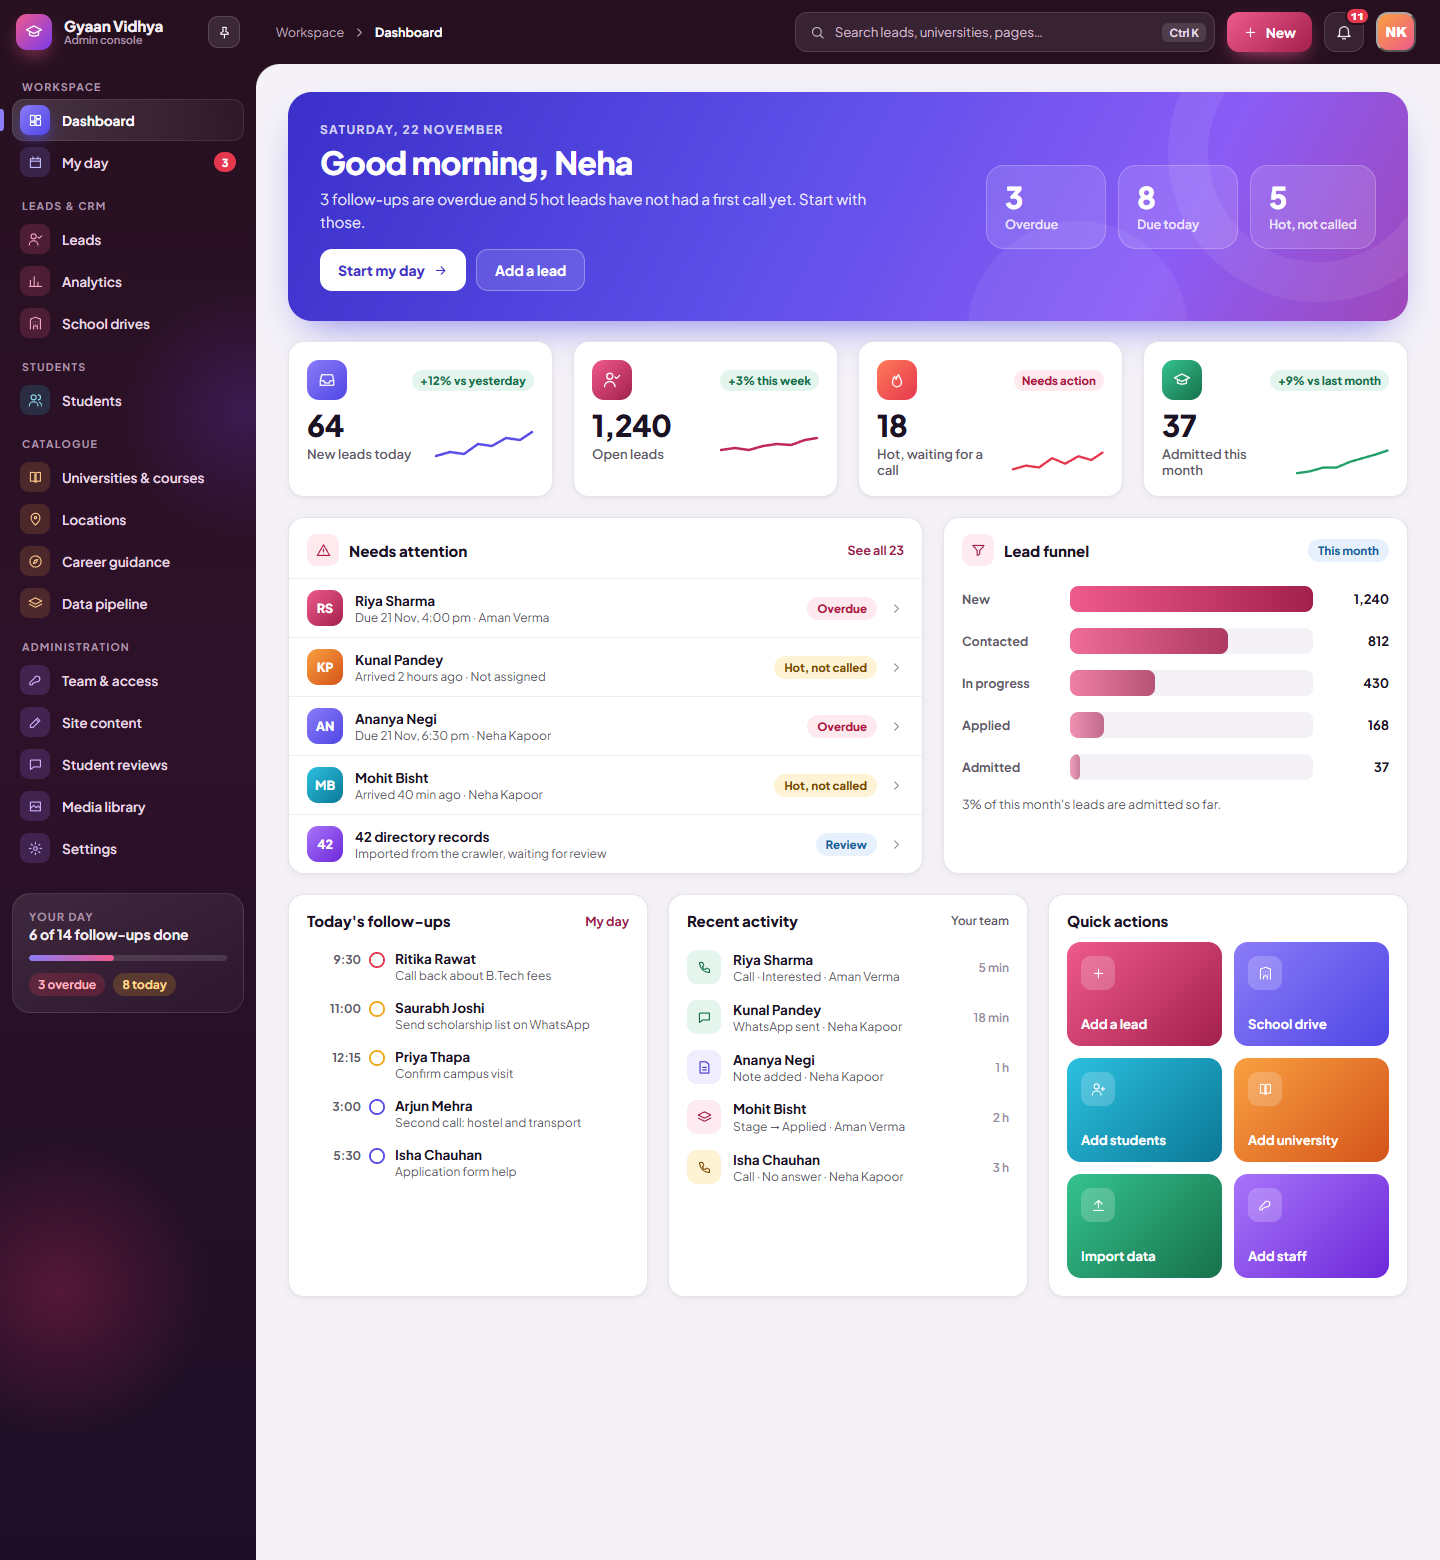 Gyaan Vidhya
Admin console
Workspace
Dashboard
Search leads, universities, pages...
Ctrl K
New
11
NK
WORKSPACE
Dashboard
My day
3
LEADS & CRM
Leads
Analytics
School drives
STUDENTS
Students
CATALOGUE
Universities & courses
Locations
Career guidance
Data pipeline
ADMINISTRATION
Team & access
Site content
Student reviews
Media library
Settings
YOUR DAY
6 of 14 follow-ups done
3 overdue
8 today
SATURDAY, 22 NOVEMBER
Good morning, Neha
3 follow-ups are overdue and 5 hot leads have not had a first call yet. Start with
those.
Start my day
Add a lead
3
Overdue
8
Due today
5
Hot, not called
+12% vs yesterday
64
New leads today
+3% this week
1,240
Open leads
Needs action
18
Hot, waiting for a
call
+9% vs last month
37
Admitted this
month
Needs attention
See all 23
RS
Riya Sharma
Due 21 Nov, 4:00 pm · Aman Verma
Overdue
KP
Kunal Pandey
Arrived 2 hours ago · Not assigned
Hot, not called
AN
Ananya Negi
Due 21 Nov, 6:30 pm · Neha Kapoor
Overdue
MB
Mohit Bisht
Arrived 40 min ago · Neha Kapoor
Hot, not called
42
42 directory records
Imported from the crawler, waiting for review
Review
Lead funnel
This month
New
1,240
Contacted
812
In progress
430
Applied
168
Admitted
37
3% of this month's leads are admitted so far.
Today's follow-ups
My day
9:30
Ritika Rawat
Call back about B.Tech fees
11:00
Saurabh Joshi
Send scholarship list on WhatsApp
12:15
Priya Thapa
Confirm campus visit
3:00
Arjun Mehra
Second call: hostel and transport
5:30
Isha Chauhan
Application form help
Recent activity
Your team
Riya Sharma
Call · Interested · Aman Verma
5 min
Kunal Pandey
WhatsApp sent · Neha Kapoor
18 min
Ananya Negi
Note added · Neha Kapoor
1 h
Mohit Bisht
Stage → Applied · Aman Verma
2 h
Isha Chauhan
Call · No answer · Neha Kapoor
3 h
Quick actions
Add a lead
School drive
Add students
Add university
Import data
Add staff